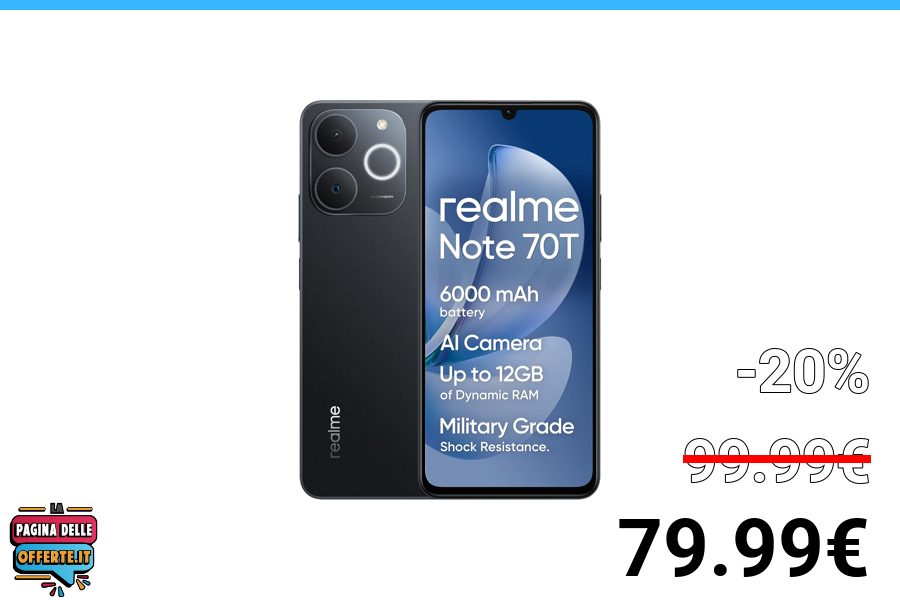 realme
Note 70T
6000 mAh
battery
AI Camera
Up to 12GB
of Dynamic RAM
Military Grade
Shock Resistance.
realme
-20%
99.99€
79.99€
LA
PAGINA DELLE
OFFERTE.IT